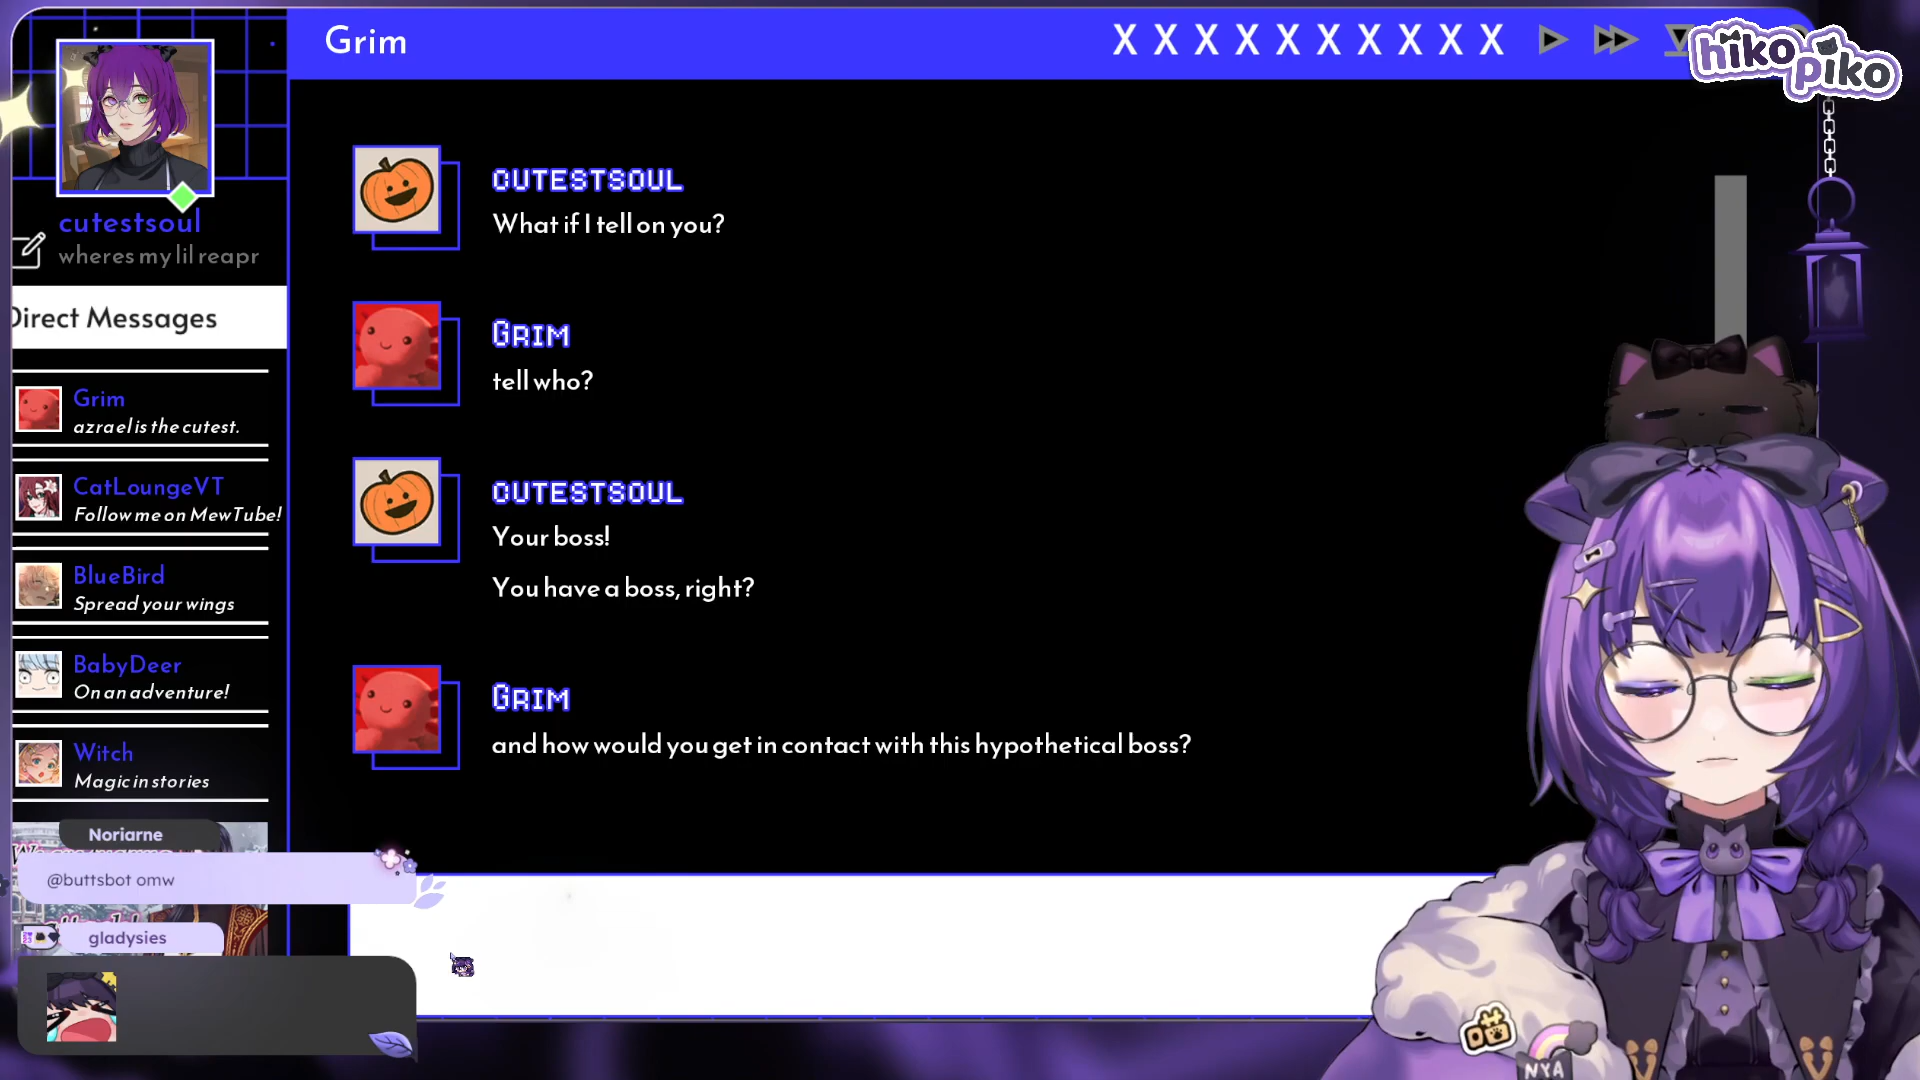 Grim
X X X X X X X X X X
hiko
piko
cutestsoul
wheres my lil reapr
Direct Messages
Grim
azrael is the cutest.
CatLoungeVT
Follow me on MewTube!
BlueBird
Spread your wings
BabyDeer
On an adventure!
Witch
Magic in stories
CUTESTSOUL
What if I tell on you?
GRIM
tell who?
CUTESTSOUL
Your boss!
You have a boss, right?
GRIM
and how would you get in contact with this hypothetical boss?
Noriarne
@buttsbot omw
gladysies
NYA